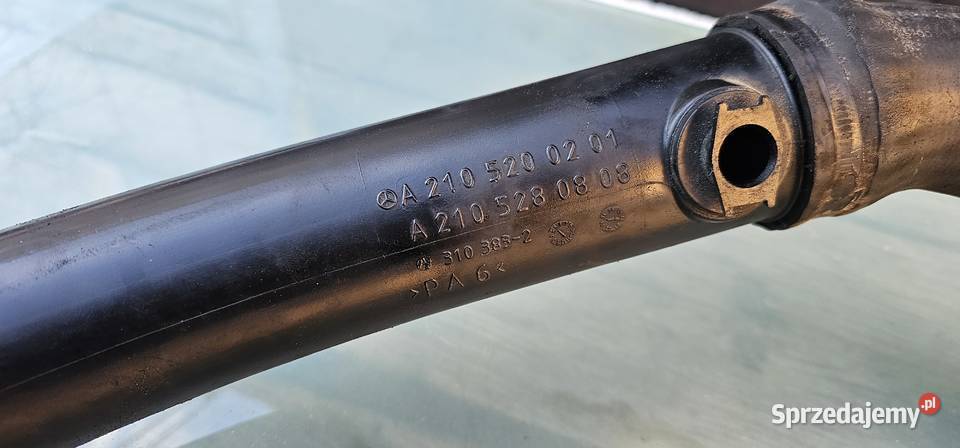 A 210 520 02 01
A 210 528 08 08
310 383-2
>PA 6<
Sprzedajemy.pl